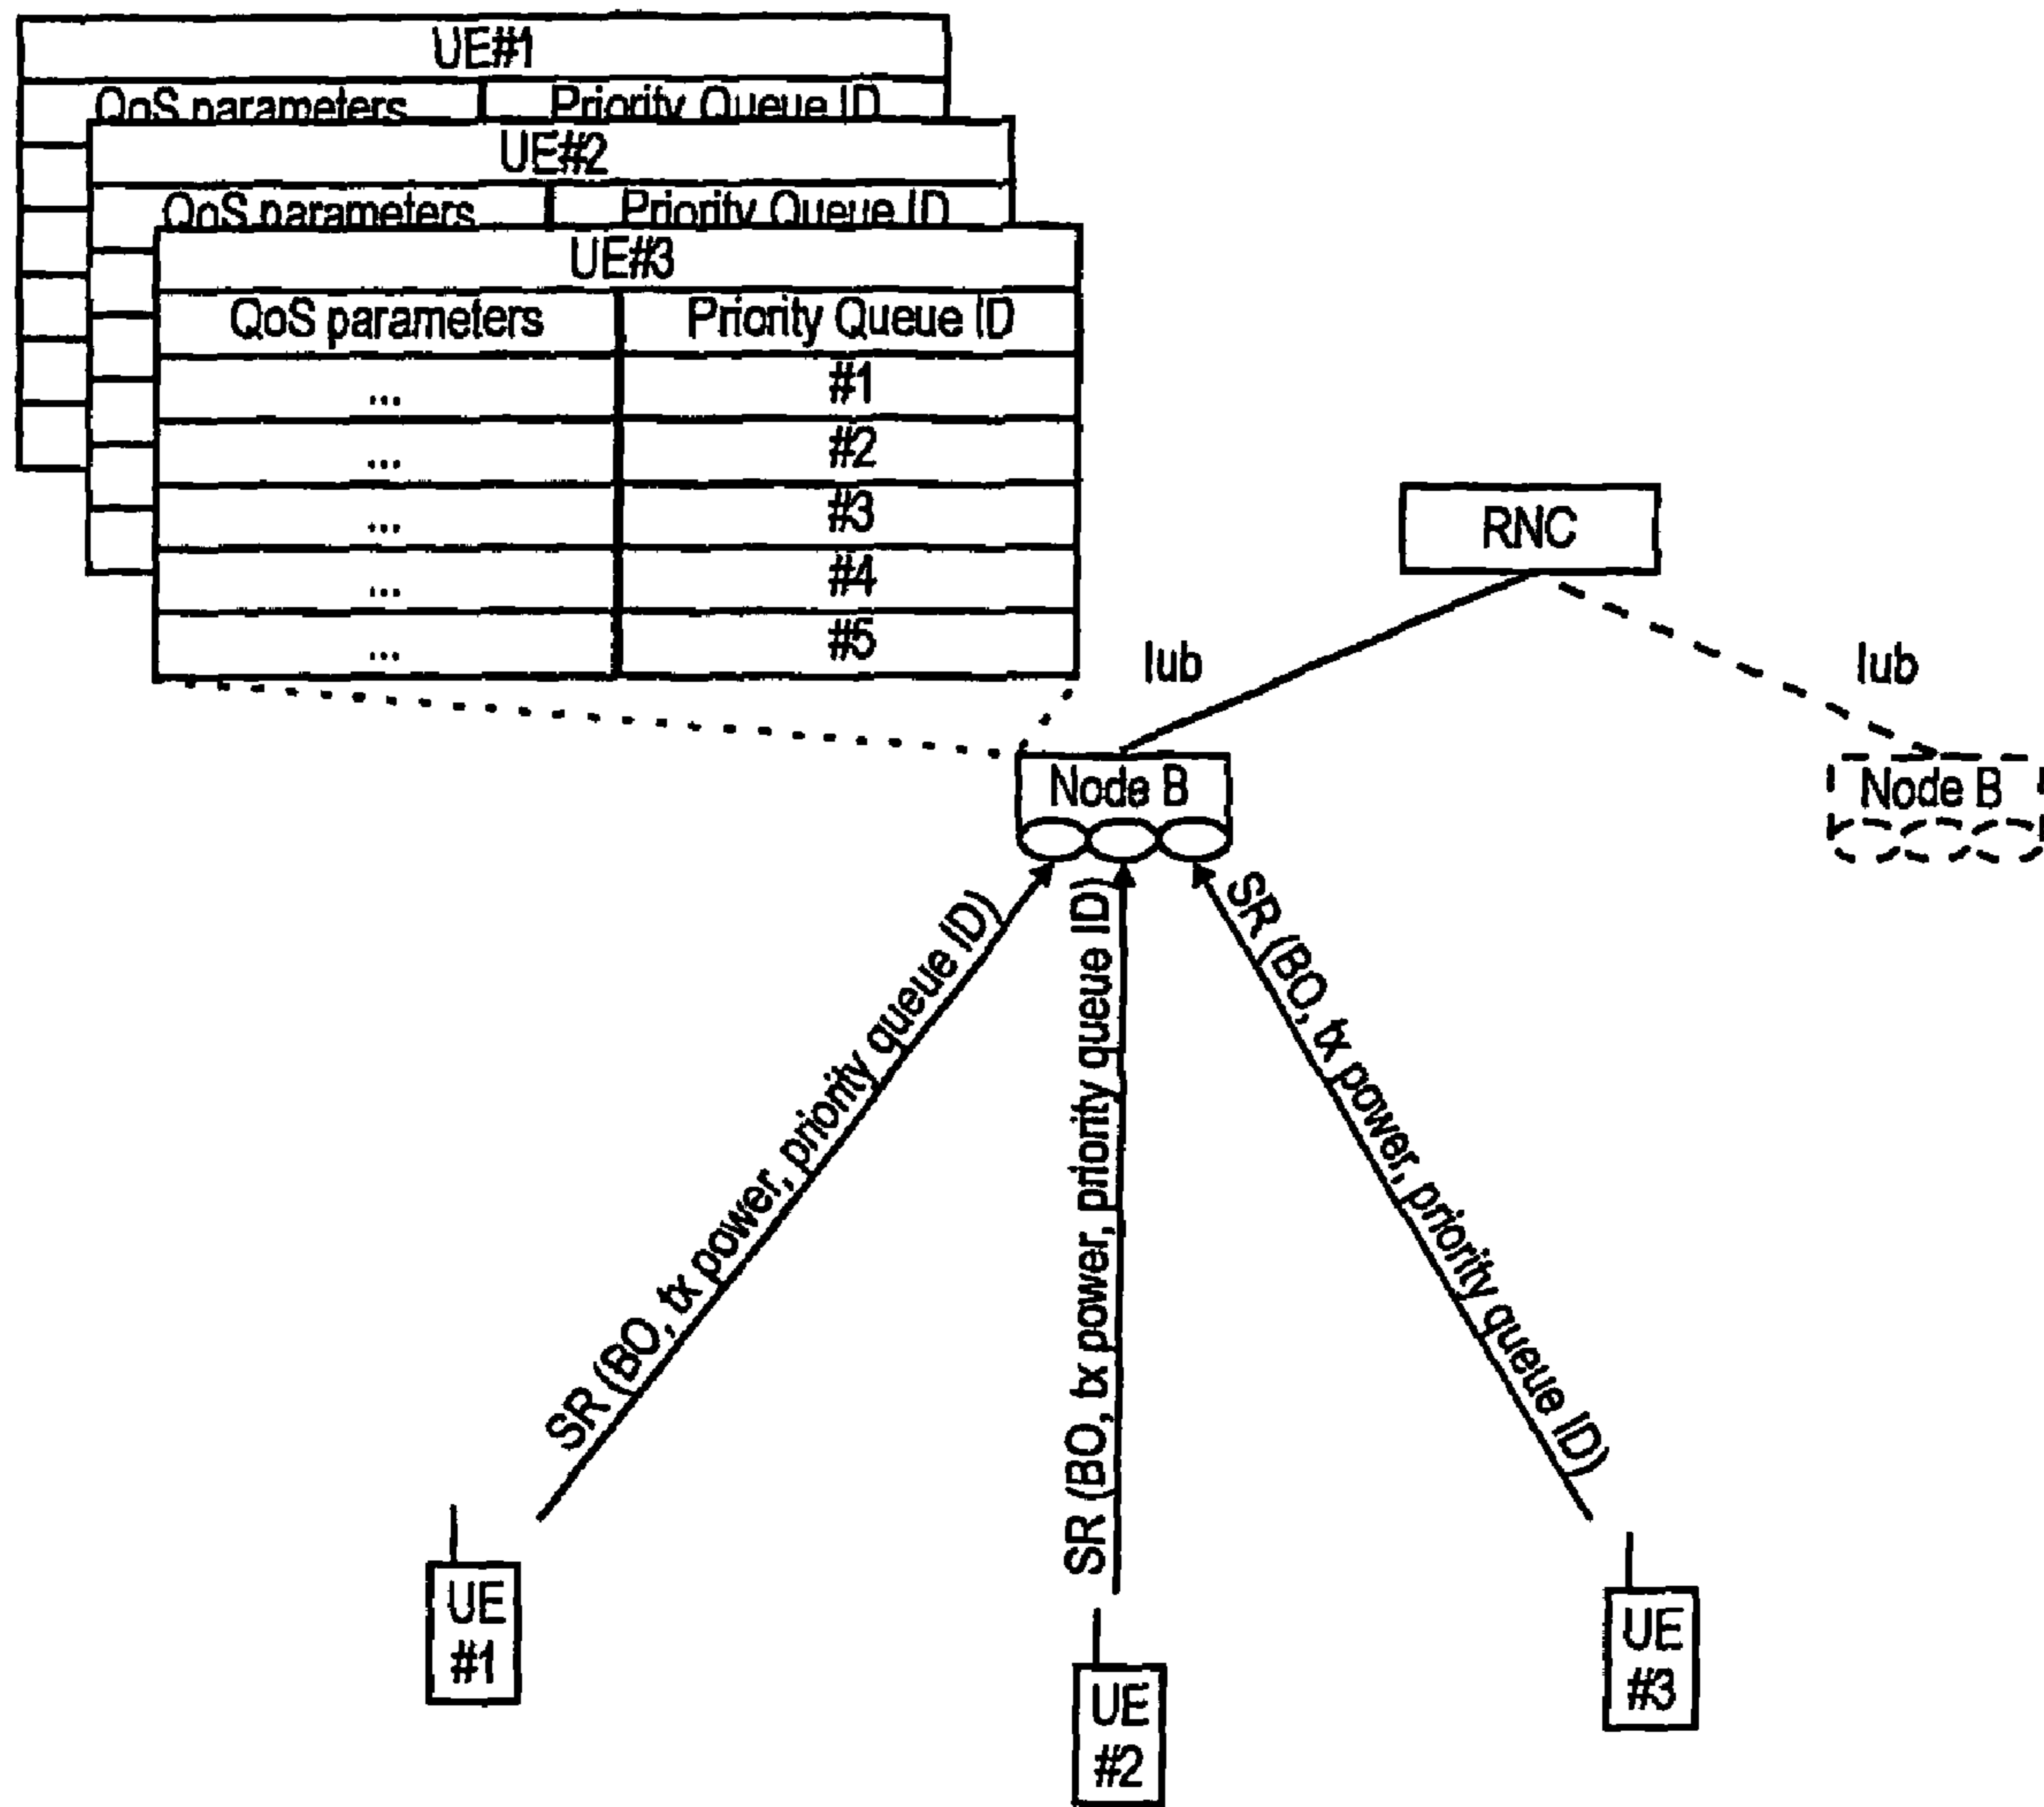 UE#1
QoS parameters Priority Queue ID
UE#2
QoS parameters Priority Queue ID
UE#3
QoS parameters Priority Queue ID
... #1
... #2
... #3
... #4
... #5
RNC
Iub
Iub
Node B
Node B
SR (BO, tx power, priority queue ID)
SR (BO, tx power, priority queue ID)
SR (BO, tx power, priority queue ID)
UE
#1
UE
#2
UE
#3